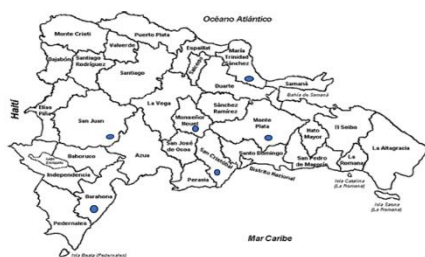 Océano Atlántico
Monte Cristi
Puerto Plata
Valverde
Espaillat
María
Trinidad
Sánchez
Dajabón
Santiago
Rodríguez
Santiago
Salcedo
Duarte
Samaná
Bahía de Samaná
Haití
Elías
Piña
San Juan
La Vega
Sánchez
Ramírez
Monseñor
Nouel
Monte
Plata
Hato
Mayor
El Seibo
La Altagracia
San José
de Ocoa
San Cristóbal
Santo Domingo
San Pedro
de Macorís
La
Romana
Bahoruco
Azua
Peravia
Distrito Nacional
Independencia
Isla Catalina
(La Romana)
Isla Saona
(La Romana)
Barahona
Pedernales
Mar Caribe
Isla Beata (Pedernales)